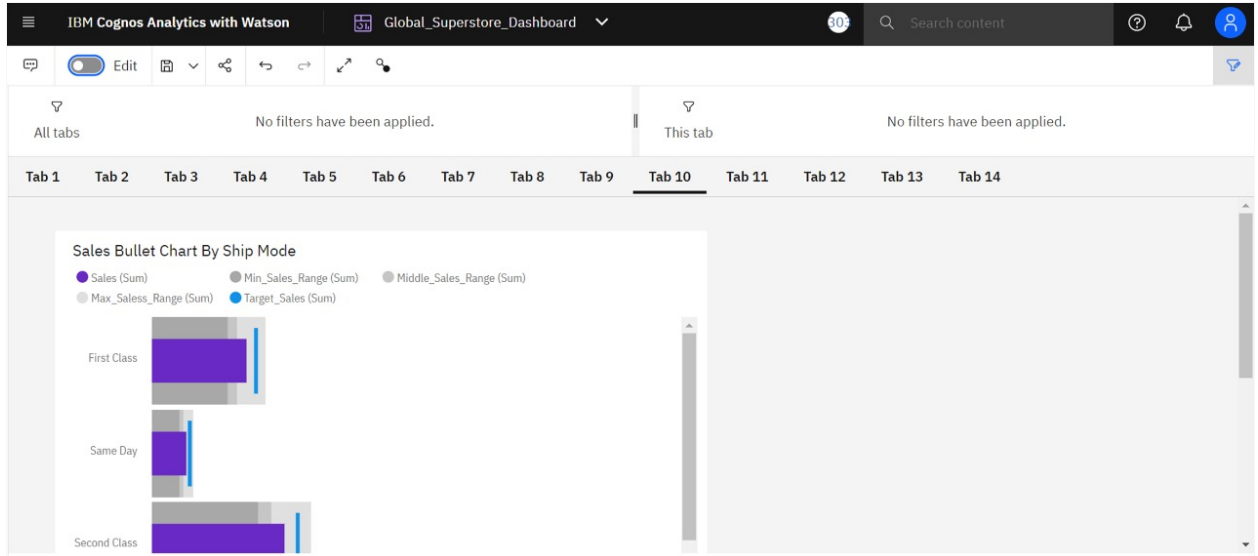 IBM Cognos Analytics with Watson Global_Superstore_Dashboard 303 Search content
Edit
All tabs No filters have been applied. This tab No filters have been applied.
Tab 1 Tab 2 Tab 3 Tab 4 Tab 5 Tab 6 Tab 7 Tab 8 Tab 9 Tab 10 Tab 11 Tab 12 Tab 13 Tab 14
Sales Bullet Chart By Ship Mode
Sales (Sum) Min_Sales_Range (Sum) Middle_Sales_Range (Sum)
Max_Saless_Range (Sum) Target_Sales (Sum)
First Class
Same Day
Second Class